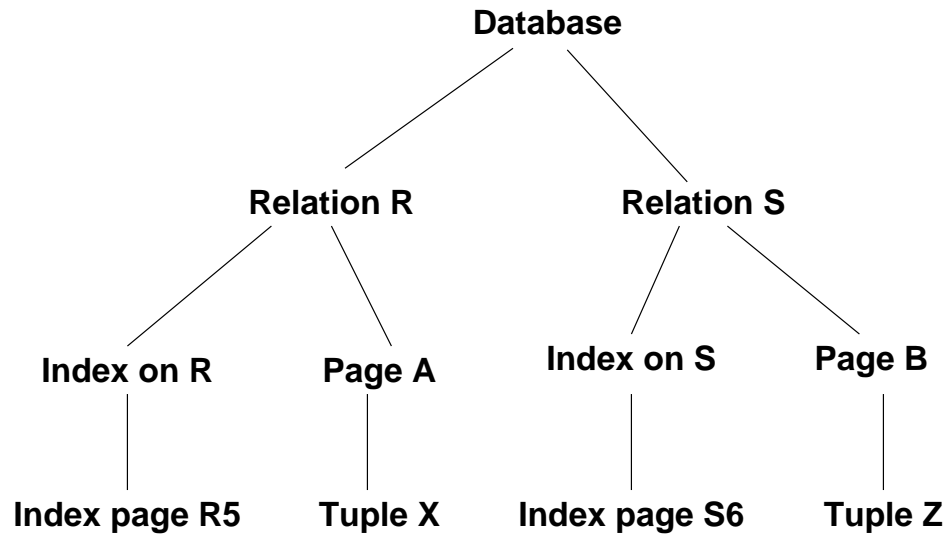 Database
Relation R
Relation S
Index on R
Page A
Index on S
Page B
Index page R5
Tuple X
Index page S6
Tuple Z